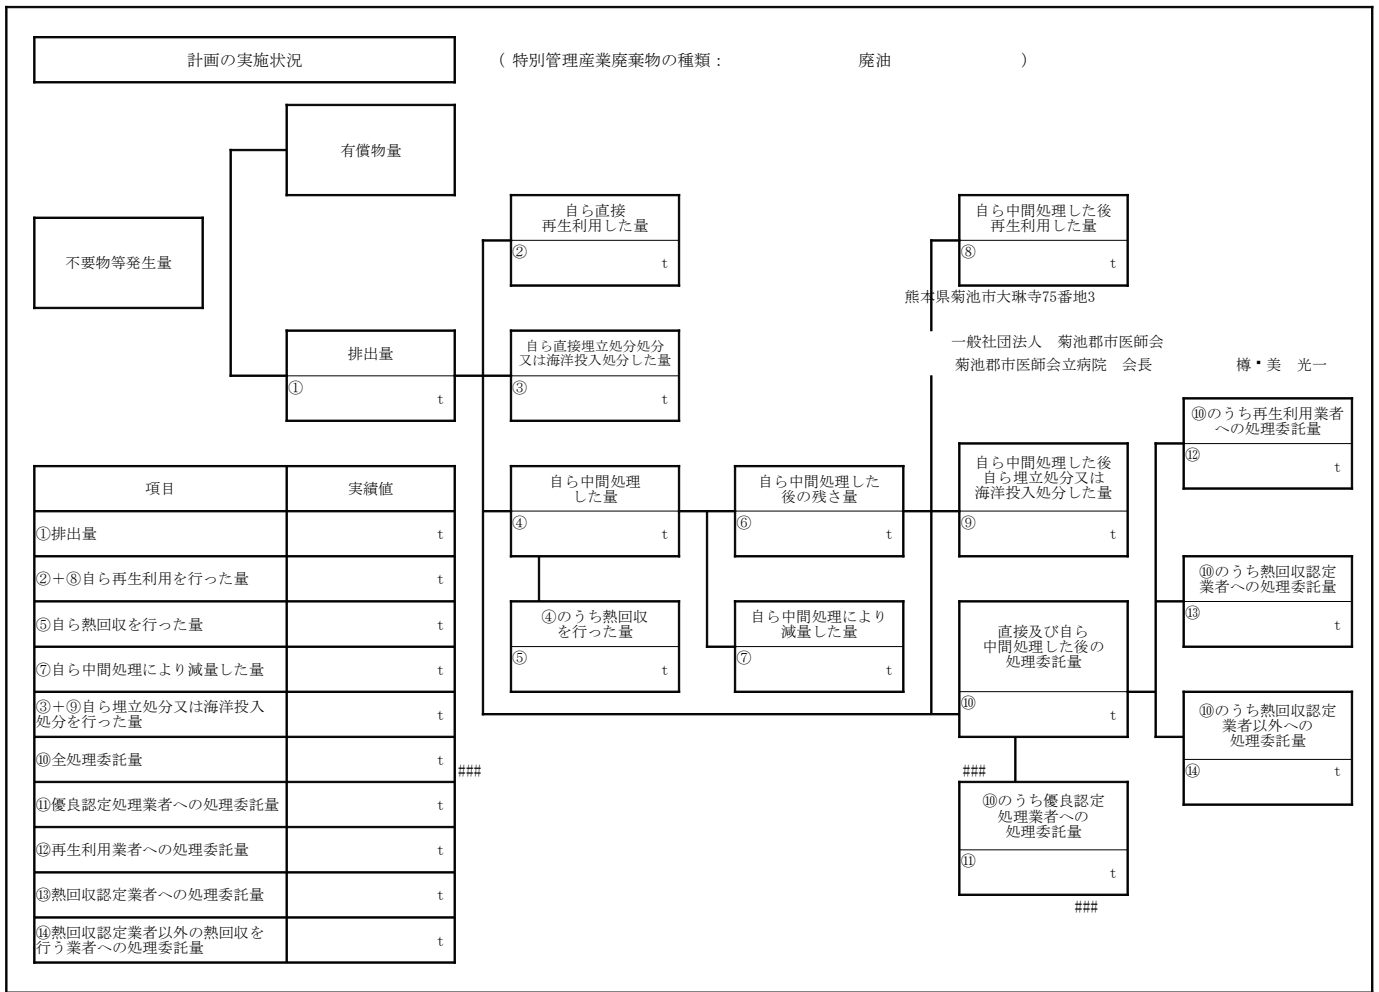 計画の実施状況
（ 特別管理産業廃棄物の種類： 廃油 ）
有償物量
不要物等発生量
排出量
① t
自ら直接
再生利用した量
② t
自ら直接埋立処分処分
又は海洋投入処分した量
③ t
自ら中間処理した後
再生利用した量
⑧ t
熊本県菊池市大琳寺75番地3
一般社団法人　菊池郡市医師会
菊池郡市医師会立病院　会長 樽・美　光一
項目 実績値
①排出量 t
②＋⑧自ら再生利用を行った量 t
⑤自ら熱回収を行った量 t
⑦自ら中間処理により減量した量 t
③＋⑨自ら埋立処分又は海洋投入
処分を行った量 t
⑩全処理委託量 t
###
⑪優良認定処理業者への処理委託量 t
⑫再生利用業者への処理委託量 t
⑬熱回収認定業者への処理委託量 t
⑭熱回収認定業者以外の熱回収を
行う業者への処理委託量 t
自ら中間処理
した量
④ t
④のうち熱回収
を行った量
⑤ t
自ら中間処理した
後の残さ量
⑥ t
自ら中間処理により
減量した量
⑦ t
自ら中間処理した後
自ら埋立処分又は
海洋投入処分した量
⑨ t
直接及び自ら
中間処理した後の
処理委託量
⑩ t
###
⑩のうち優良認定
処理業者への
処理委託量
⑪ t
###
⑩のうち再生利用業者
への処理委託量
⑫ t
⑩のうち熱回収認定
業者への処理委託量
⑬ t
⑩のうち熱回収認定
業者以外への
処理委託量
⑭ t